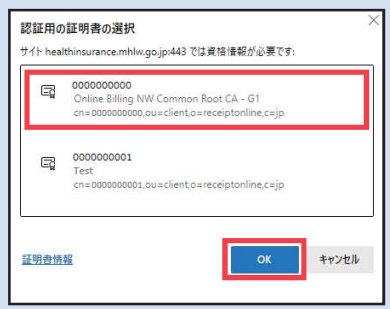 認証用の証明書の選択
サイト healthinsurance.mhlw.go.jp:443 では資格情報が必要です:
0000000000
Online Billing NW Common Root CA - G1
cn=0000000000,ou=client,o=receiptonline,c=jp
0000000001
Test
cn=0000000001,ou=client,o=receiptonline,c=jp
証明書情報
OK
キャンセル